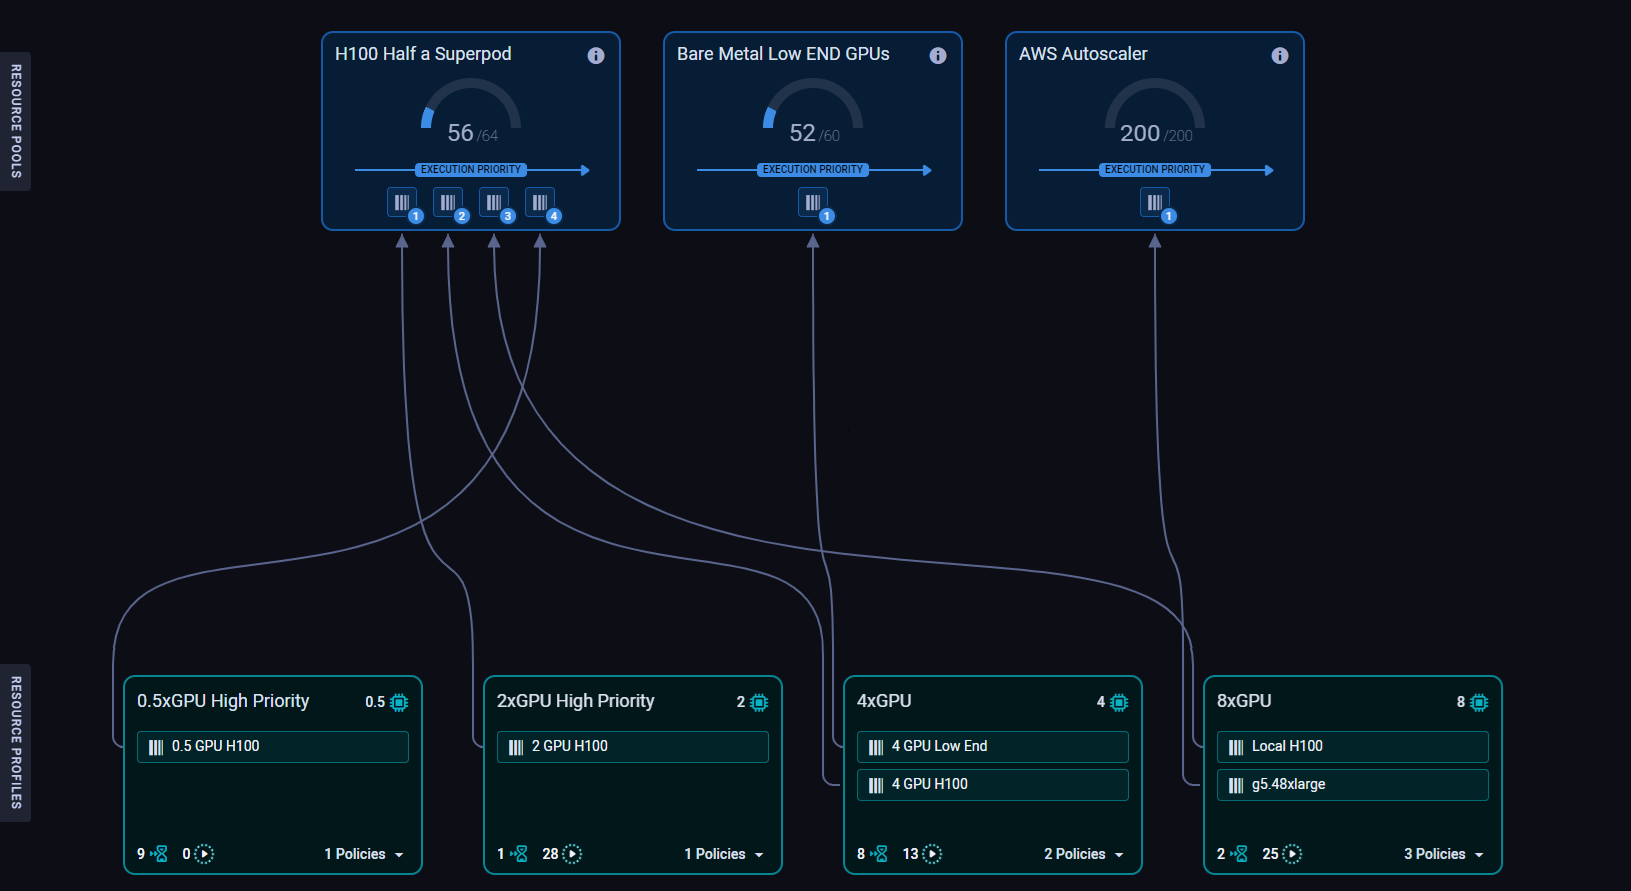 RESOURCE POOLS
H100 Half a Superpod
56/64
EXECUTION PRIORITY
1
2
3
4
Bare Metal Low END GPUs
52/60
EXECUTION PRIORITY
1
AWS Autoscaler
200/200
EXECUTION PRIORITY
1
RESOURCE PROFILES
0.5xGPU High Priority
0.5
0.5 GPU H100
9 0 1 Policies
2xGPU High Priority
2
2 GPU H100
1 28 1 Policies
4xGPU
4
4 GPU Low End
4 GPU H100
8 13 2 Policies
8xGPU
8
Local H100
g5.48xlarge
2 25 3 Policies